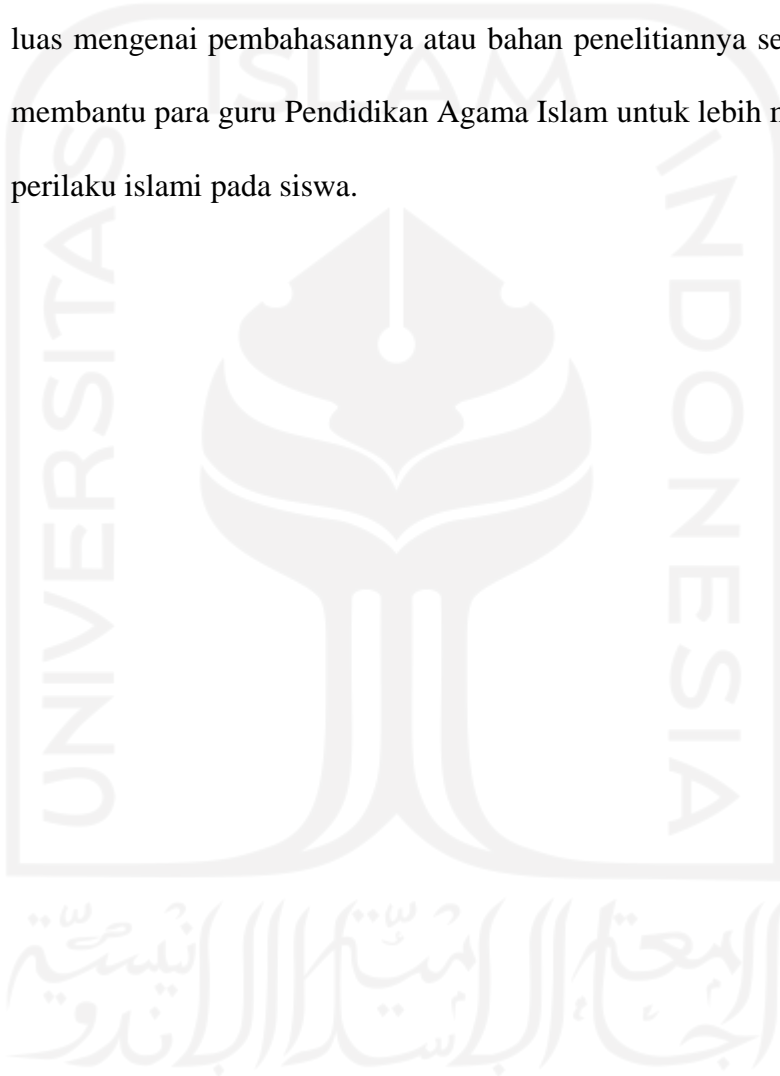 luas mengenai pembahasannya atau bahan penelitiannya
membantu para guru Pendidikan Agama Islam untuk lebih
perilaku islami pada siswa.
ISLAM
UNIVERSITAS
INDONESIA